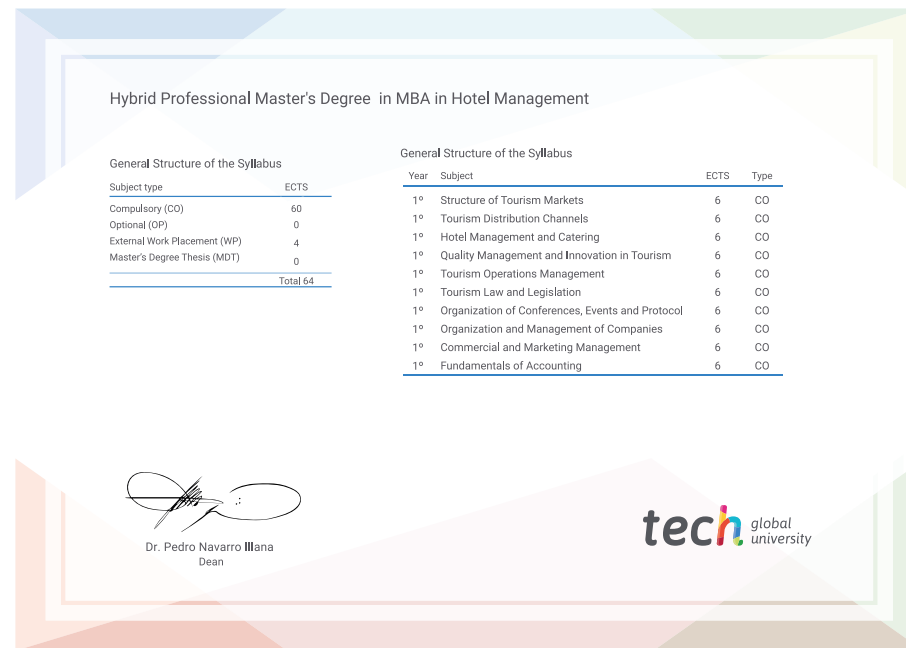 Hybrid Professional Master's Degree in MBA in Hotel Management
General Structure of the Syllabus
Subject type ECTS
Compulsory (CO) 60
Optional (OP) 0
External Work Placement (WP) 4
Master's Degree Thesis (MDT) 0
Total 64
General Structure of the Syllabus
Year Subject ECTS Type
1º Structure of Tourism Markets 6 CO
1º Tourism Distribution Channels 6 CO
1º Hotel Management and Catering 6 CO
1º Quality Management and Innovation in Tourism 6 CO
1º Tourism Operations Management 6 CO
1º Tourism Law and Legislation 6 CO
1º Organization of Conferences, Events and Protocol 6 CO
1º Organization and Management of Companies 6 CO
1º Commercial and Marketing Management 6 CO
1º Fundamentals of Accounting 6 CO
Dr. Pedro Navarro Illana
Dean
tech global
university